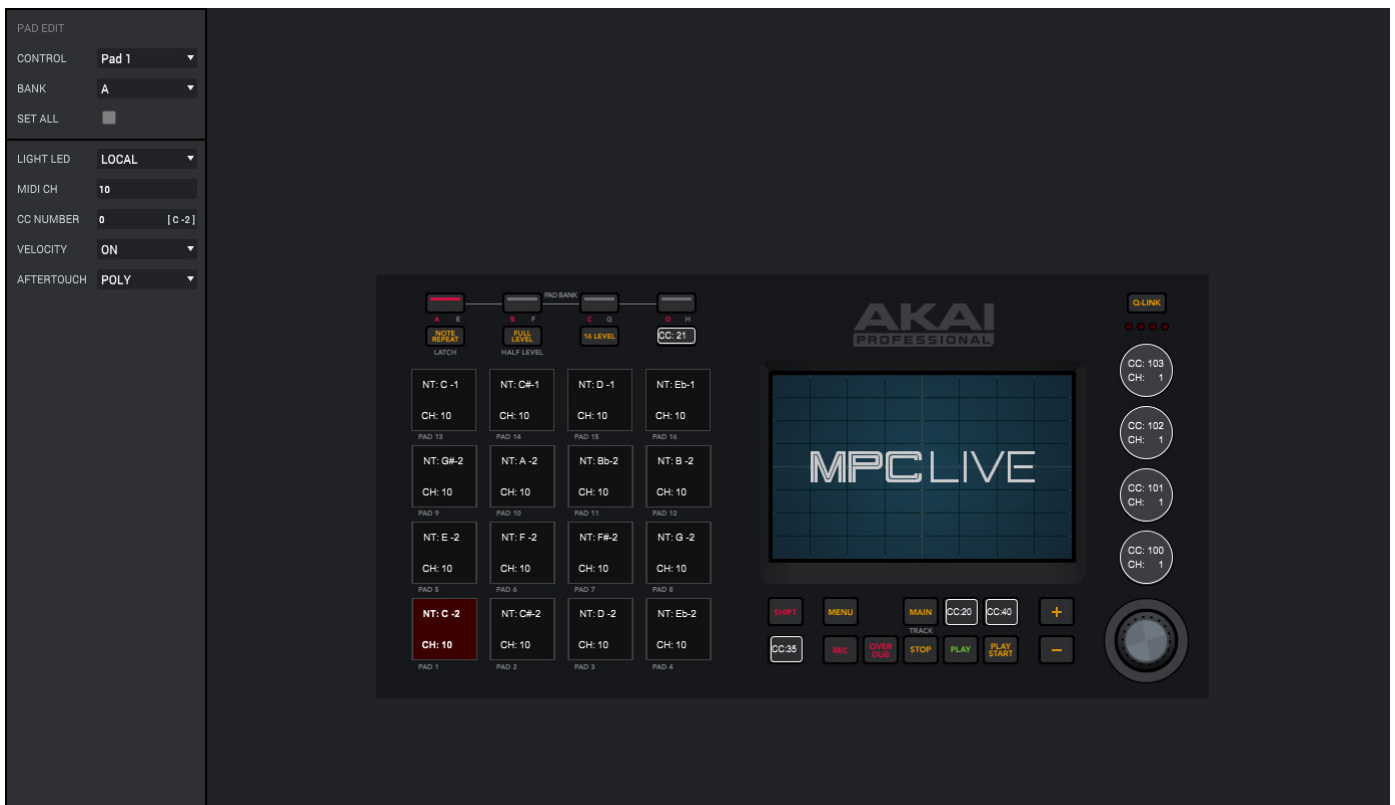 PAD EDIT
CONTROL Pad 1
BANK A
SET ALL
LIGHT LED LOCAL
MIDI CH 10
CC NUMBER 0 [C-2]
VELOCITY ON
AFTERTOUCH POLY
PAD BANK
A E B F C G D H
NOTE REPEAT
FULL LEVEL
16 LEVEL
CC: 21
LATCH
HALF LEVEL
NT: C -1 NT: C#-1 NT: D -1 NT: Eb-1
CH: 10 CH: 10 CH: 10 CH: 10
PAD 13 PAD 14 PAD 15 PAD 16
NT: G#-2 NT: A -2 NT: Bb-2 NT: B -2
CH: 10 CH: 10 CH: 10 CH: 10
PAD 9 PAD 10 PAD 11 PAD 12
NT: E -2 NT: F -2 NT: F#-2 NT: G -2
CH: 10 CH: 10 CH: 10 CH: 10
PAD 5 PAD 6 PAD 7 PAD 8
NT: C -2 NT: C#-2 NT: D -2 NT: Eb-2
CH: 10 CH: 10 CH: 10 CH: 10
PAD 1 PAD 2 PAD 3 PAD 4
AKAI
PROFESSIONAL
MPC LIVE
SHIFT MENU MAIN CC:20 CC:40 +
TRACK
CC:35 REC OVER DUB STOP PLAY PLAY START −
Q-LINK
CC: 103
CH: 1
CC: 102
CH: 1
CC: 101
CH: 1
CC: 100
CH: 1